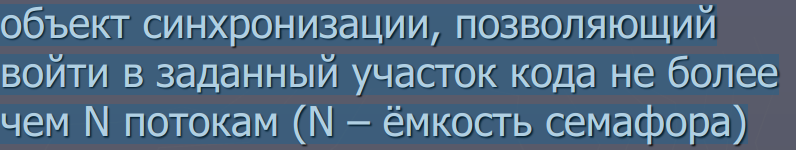 объект синхронизации, позволяющий
войти в заданный участок кода не более
чем N потокам (N – ёмкость семафора)